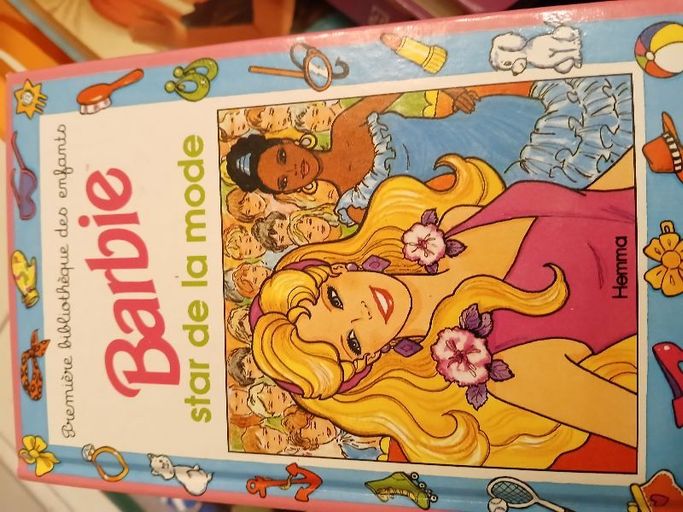 Première bibliothèque des enfants
Barbie
star de la mode
Hemma